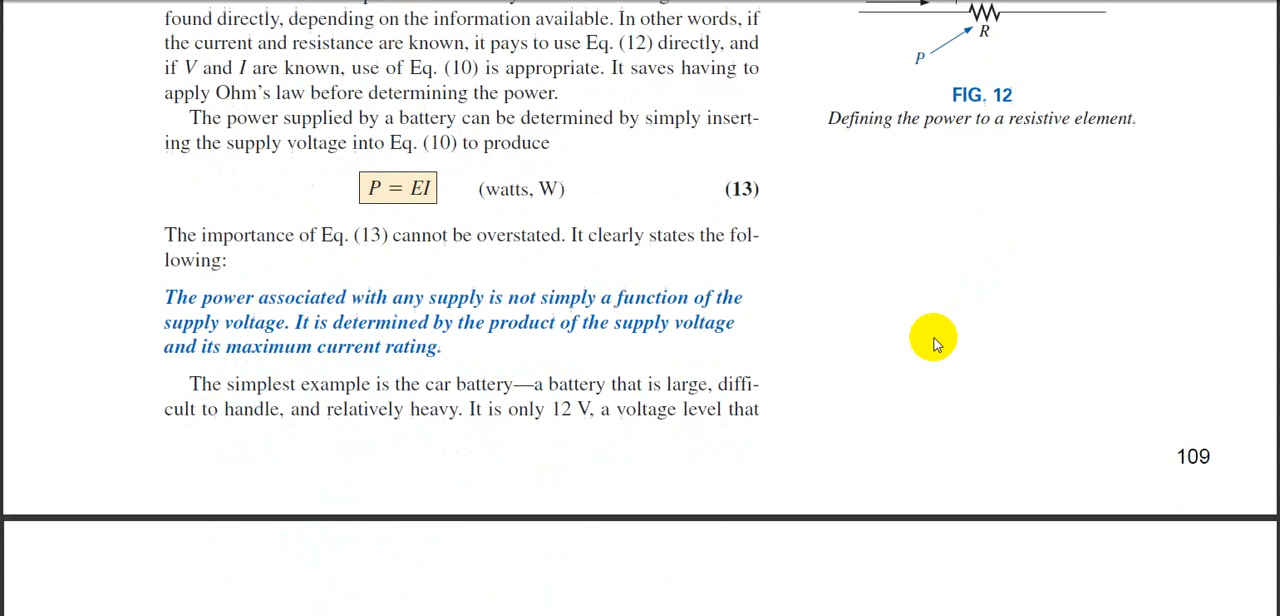 found directly, depending on the information available. In other words, if
the current and resistance are known, it pays to use Eq. (12) directly, and
if V and I are known, use of Eq. (10) is appropriate. It saves having to
apply Ohm's law before determining the power.
The power supplied by a battery can be determined by simply insert-
ing the supply voltage into Eq. (10) to produce
P = EI (watts, W) (13)
The importance of Eq. (13) cannot be overstated. It clearly states the fol-
lowing:
The power associated with any supply is not simply a function of the
supply voltage. It is determined by the product of the supply voltage
and its maximum current rating.
The simplest example is the car battery—a battery that is large, diffi-
cult to handle, and relatively heavy. It is only 12 V, a voltage level that
R
P
FIG. 12
Defining the power to a resistive element.
109